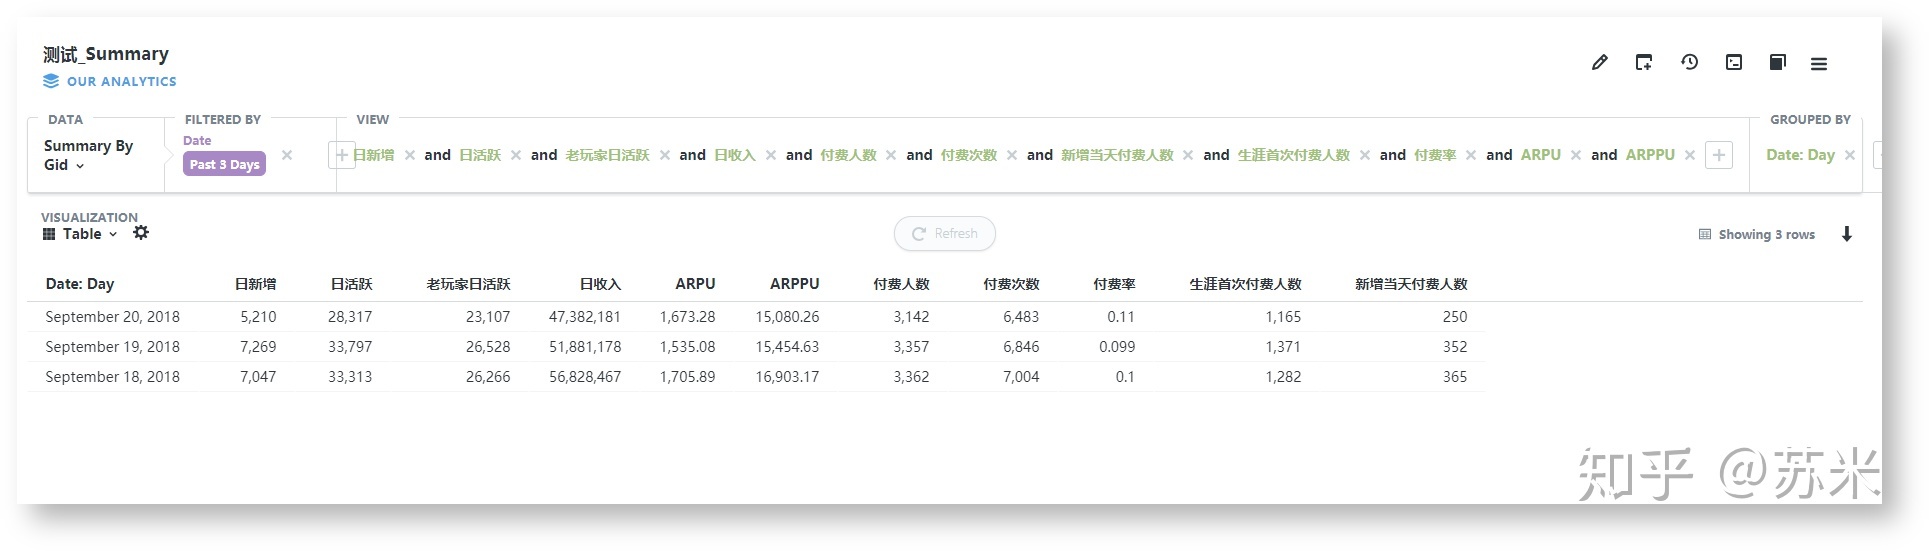 测试_Summary
OUR ANALYTICS
DATA
FILTERED BY
VIEW
GROUPED BY
Summary By
Gid
Date
Past 3 Days
日新增 × and 日活跃 × and 老玩家日活跃 × and 日收入 × and 付费人数 × and 付费次数 × and 新增当天付费人数 × and 生涯首次付费人数 × and 付费率 × and ARPU × and ARPPU ×
Date: Day ×
VISUALIZATION
Table
Refresh
Showing 3 rows
Date: Day 日新增 日活跃 老玩家日活跃 日收入 ARPU ARPPU 付费人数 付费次数 付费率 生涯首次付费人数 新增当天付费人数
September 20, 2018 5,210 28,317 23,107 47,382,181 1,673.28 15,080.26 3,142 6,483 0.11 1,165 250
September 19, 2018 7,269 33,797 26,528 51,881,178 1,535.08 15,454.63 3,357 6,846 0.099 1,371 352
September 18, 2018 7,047 33,313 26,266 56,828,467 1,705.89 16,903.17 3,362 7,004 0.1 1,282 365
知乎 @苏米